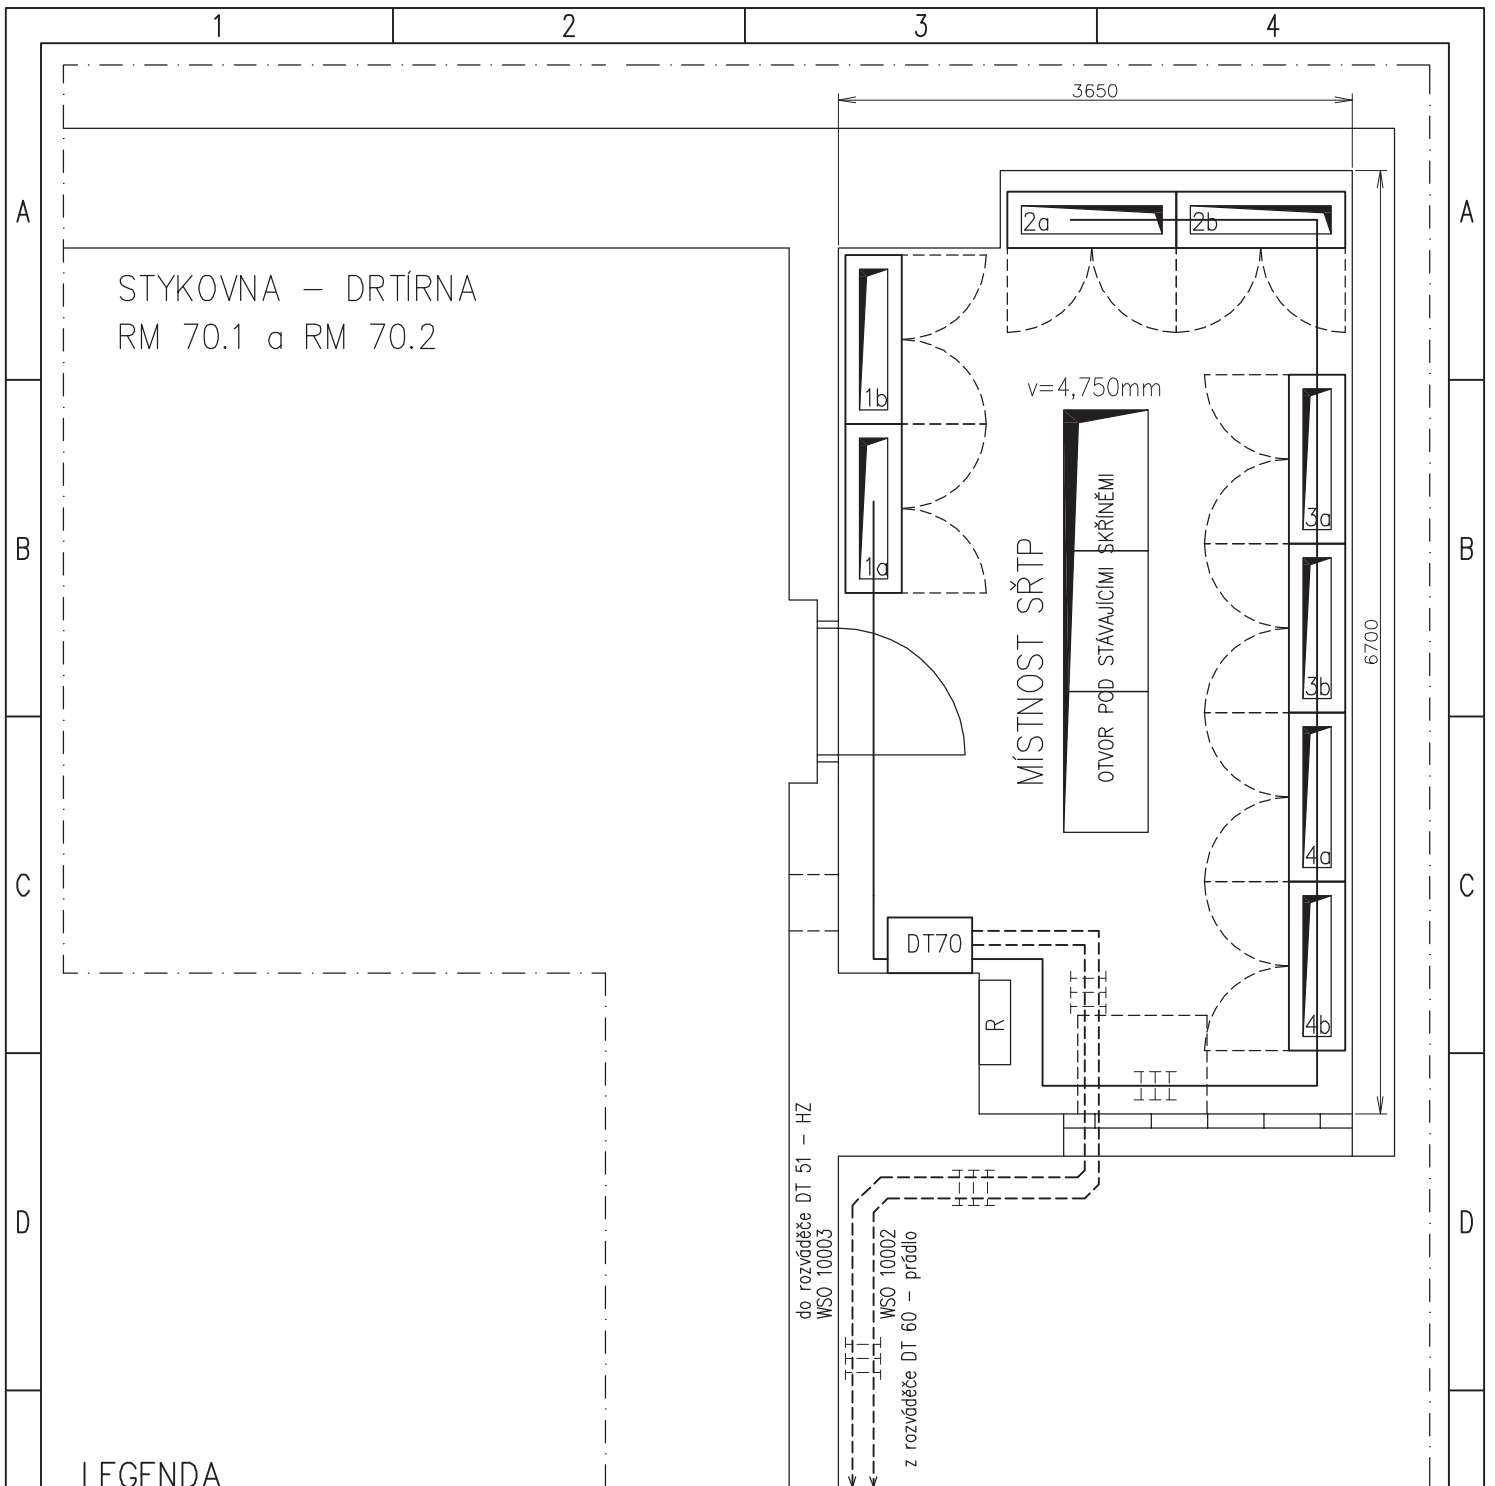 1
2
3
4
3650
A
A
2a
2b
STYKOVNA – DRTÍRNA
RM 70.1 a RM 70.2
v=4,750mm
1b
B
B
3a
1a
MÍSTNOST SŘTP
OTVOR POD STÁVAJÍCÍMI SKŘÍNĚMI
6700
3b
4a
C
C
DT70
R
4b
do rozváděče DT 51 – HZ
WSO 10003
WSO 10002
z rozváděče DT 60 – prádlo
D
D
LEGENDA